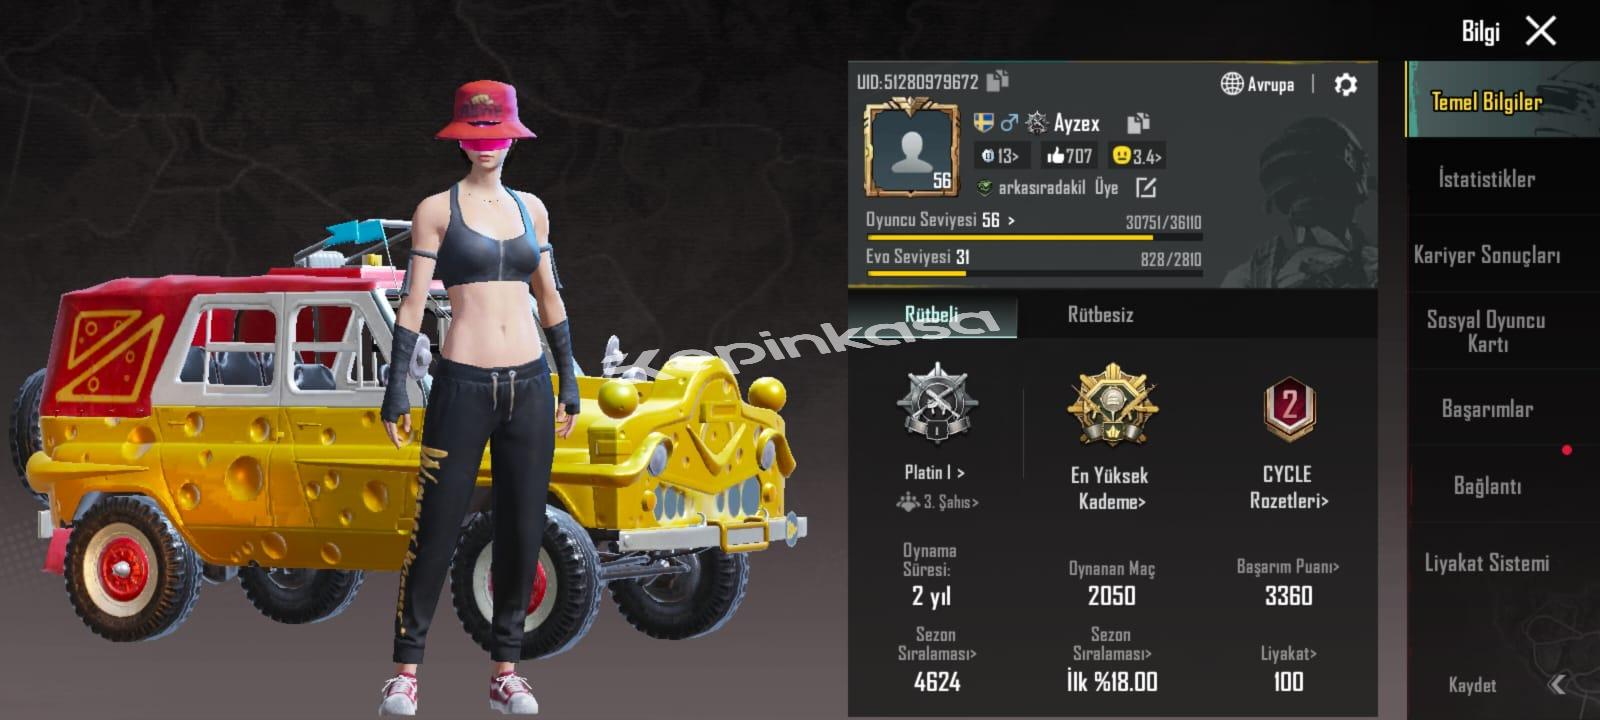 Bilgi
UID:51280979672
Avrupa
Ayzex
56
13>
707
3.4>
arkasıradakil Üye
Oyuncu Seviyesi 56 >
30751/36110
Evo Seviyesi 31
828/2810
Rütbeli
Rütbesiz
Kepinkasa
2
Platin I >
3. Şahıs>
En Yüksek
Kademe>
CYCLE
Rozetleri>
Oynama
Süresi:
2 yıl
Oynanan Maç
2050
Başarım Puanı>
3360
Sezon
Sıralaması>
4624
Sezon
Sıralaması>
İlk %18.00
Liyakat>
100
Temel Bilgiler
İstatistikler
Kariyer Sonuçları
Sosyal Oyuncu
Kartı
Başarımlar
Bağlantı
Liyakat Sistemi
Kaydet